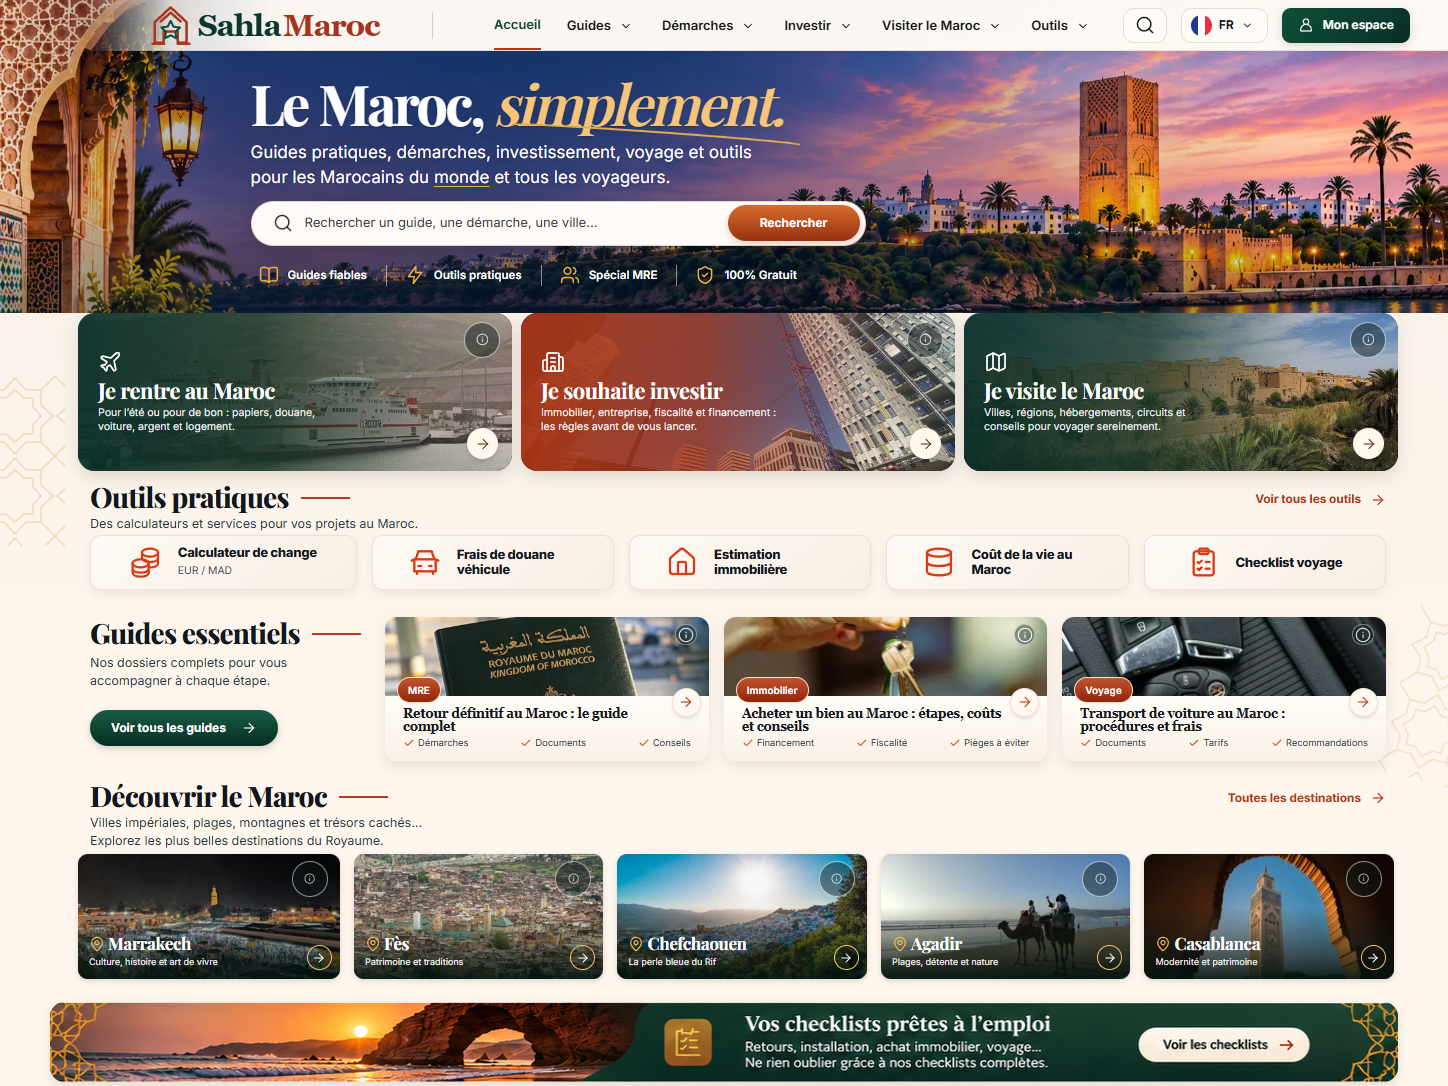 SahlaMaroc
Accueil
Guides
Démarches
Investir
Visiter le Maroc
Outils
FR
Mon espace
Le Maroc, simplement.
Guides pratiques, démarches, investissement, voyage et outils
pour les Marocains du monde et tous les voyageurs.
Rechercher un guide, une démarche, une ville...
Rechercher
Guides fiables
Outils pratiques
Spécial MRE
100% Gratuit
Je rentre au Maroc
Pour l'été ou pour de bon : papiers, douane,
voiture, argent et logement.
Je souhaite investir
Immobilier, entreprise, fiscalité et financement :
les règles avant de vous lancer.
Je visite le Maroc
Villes, régions, hébergements, circuits et
conseils pour voyager sereinement.
Outils pratiques
Voir tous les outils
Des calculateurs et services pour vos projets au Maroc.
Calculateur de change
EUR / MAD
Frais de douane
véhicule
Estimation
immobilière
Coût de la vie au
Maroc
Checklist voyage
Guides essentiels
Nos dossiers complets pour vous
accompagner à chaque étape.
Voir tous les guides
المملكة المغربية
ROYAUME DU MAROC
KINGDOM OF MOROCCO
MRE
Retour définitif au Maroc : le guide
complet
Démarches
Documents
Conseils
Immobilier
Acheter un bien au Maroc : étapes, coûts
et conseils
Financement
Fiscalité
Pièges à éviter
Voyage
Transport de voiture au Maroc :
procédures et frais
Documents
Tarifs
Recommandations
Découvrir le Maroc
Toutes les destinations
Villes impériales, plages, montagnes et trésors cachés...
Explorez les plus belles destinations du Royaume.
Marrakech
Culture, histoire et art de vivre
Fès
Patrimoine et traditions
Chefchaouen
La perle bleue du Rif
Agadir
Plages, détente et nature
Casablanca
Modernité et patrimoine
Vos checklists prêtes à l'emploi
Retours, installation, achat immobilier, voyage...
Ne rien oublier grâce à nos checklists complètes.
Voir les checklists